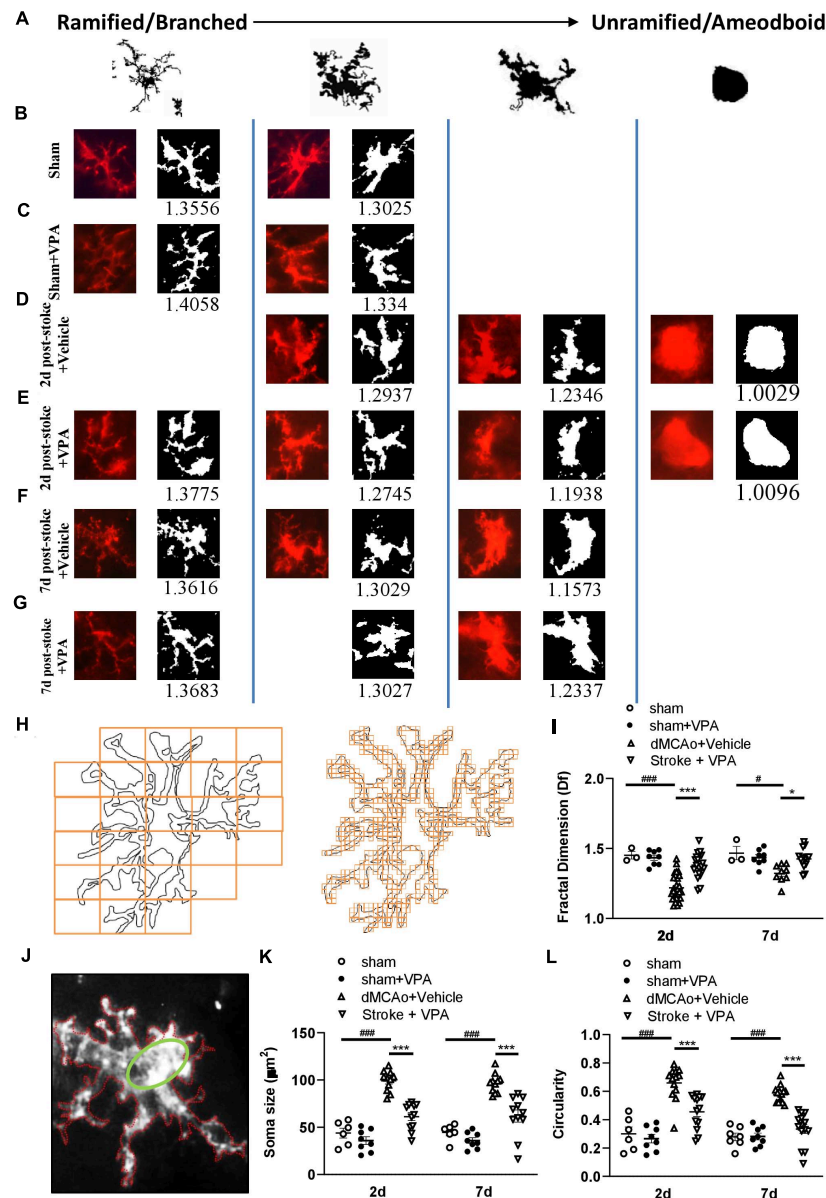 A
Ramified/Branched
Unramified/Ameodboid
B
Sham
1.3556
1.3025
C
Sham+VPA
1.4058
1.334
D
2d post-stoke
+Vehicle
1.2937
1.2346
1.0029
E
2d post-stoke
+VPA
1.3775
1.2745
1.1938
1.0096
F
7d post-stoke
+Vehicle
1.3616
1.3029
1.1573
G
7d post-stoke
+VPA
1.3683
1.3027
1.2337
H
I
sham
sham+VPA
dMCAo+Vehicle
Stroke + VPA
Fractal Dimension (Df)
2.0
1.5
1.0
###
***
#
*
2d
7d
J
K
sham
sham+VPA
dMCAo+Vehicle
Stroke + VPA
Soma size (µm2)
150
100
50
0
###
***
###
***
2d
7d
L
sham
sham+VPA
dMCAo+Vehicle
Stroke + VPA
Circularity
1.0
0.8
0.6
0.4
0.2
0.0
###
***
###
***
2d
7d